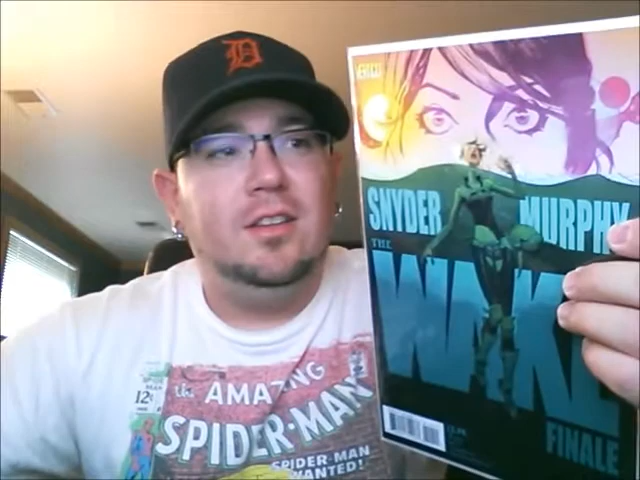 D
VERTIGO
SNYDER
MURPHY
THE
WAKE
FINALE
12¢
the AMAZING
SPIDER-MAN
SPIDER-MAN
WANTED!